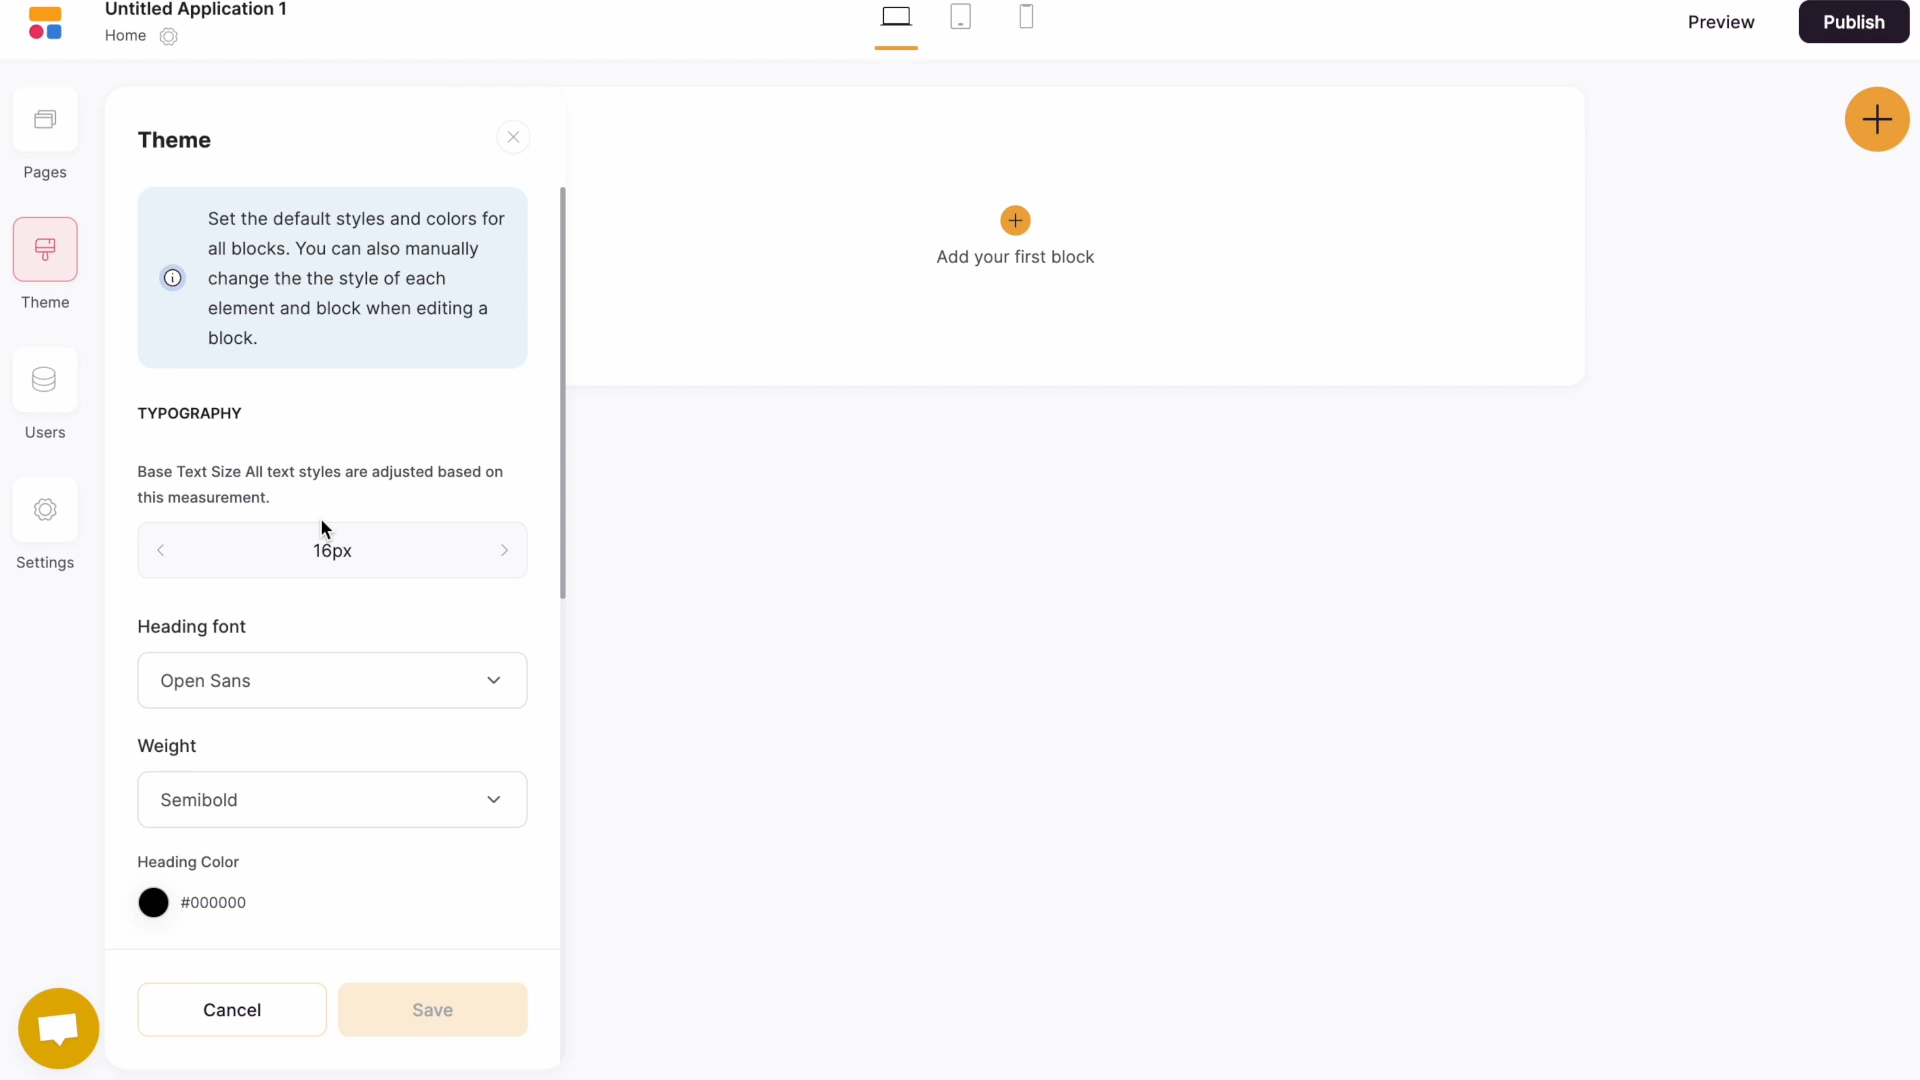 Untitled Application 1
Home
Preview
Publish
Pages
Theme
Users
Settings
Theme
Set the default styles and colors for
all blocks. You can also manually
change the the style of each
element and block when editing a
block.
TYPOGRAPHY
Base Text Size All text styles are adjusted based on
this measurement.
16px
Heading font
Open Sans
Weight
Semibold
Heading Color
#000000
Cancel
Save
Add your first block